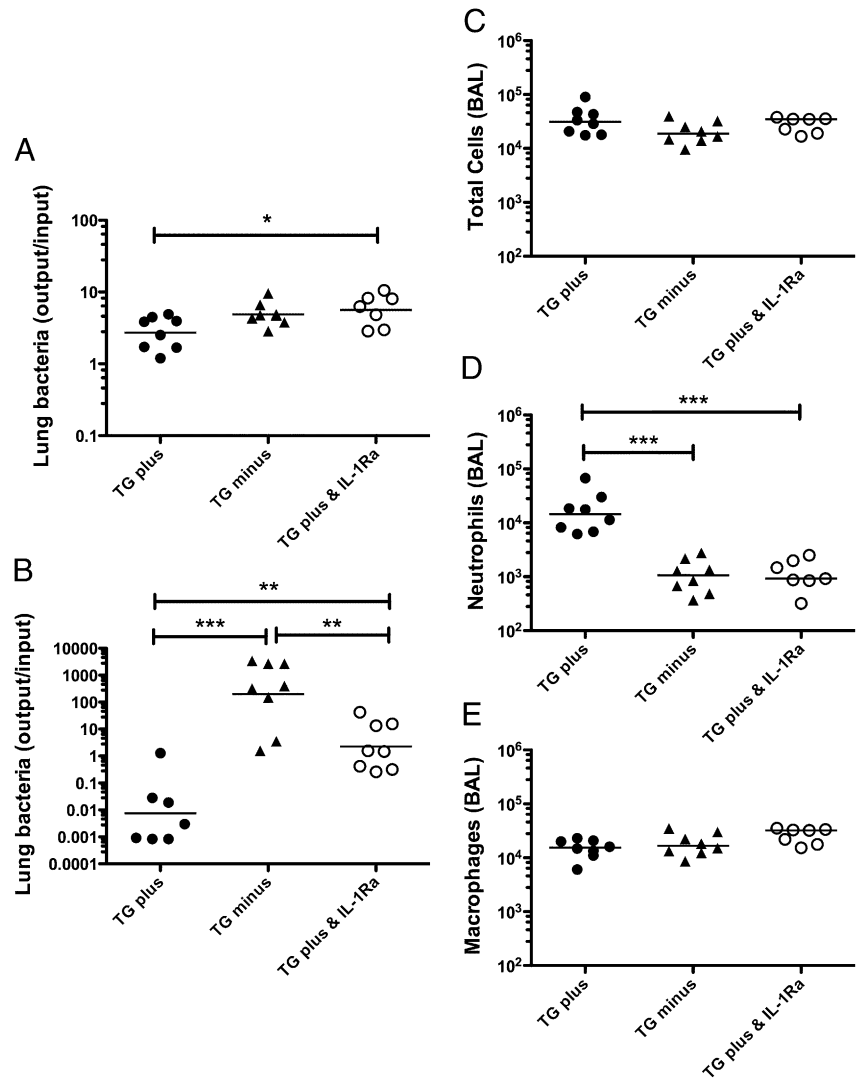 A
Lung bacteria (output/input)
100
10
1
0.1
*
TG plus
TG minus
TG plus & IL-1Ra
B
Lung bacteria (output/input)
10000
1000
100
10
1
0.1
0.01
0.001
0.0001
**
***
**
TG plus
TG minus
TG plus & IL-1Ra
C
Total Cells (BAL)
10⁶
10⁵
10⁴
10³
10²
TG plus
TG minus
TG plus & IL-1Ra
D
Neutrophils (BAL)
10⁶
10⁵
10⁴
10³
10²
***
***
TG plus
TG minus
TG plus & IL-1Ra
E
Macrophages (BAL)
10⁶
10⁵
10⁴
10³
10²
TG plus
TG minus
TG plus & IL-1Ra